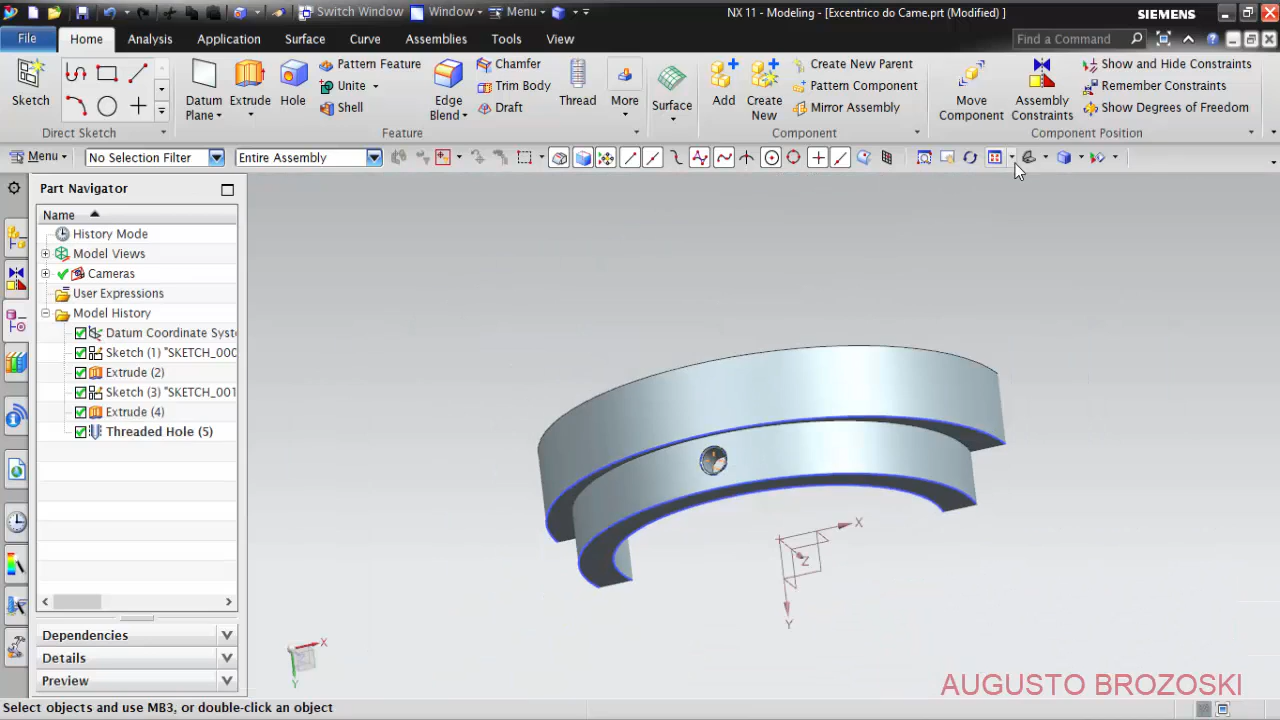 Switch Window Window Menu NX 11 - Modeling - [Excentrico do Came.prt (Modified) ] SIEMENS
File Home Analysis Application Surface Curve Assemblies Tools View Find a Command
Sketch Datum Plane Extrude Hole Pattern Feature Unite Shell Edge Blend Chamfer Trim Body Draft Thread More Surface Add Create New Create New Parent Pattern Component Mirror Assembly Move Component Assembly Constraints Show and Hide Constraints Remember Constraints Show Degrees of Freedom
Direct Sketch Feature Component Component Position
Menu No Selection Filter Entire Assembly
Part Navigator
Name
History Mode
Model Views
Cameras
User Expressions
Model History
Datum Coordinate Syst
Sketch (1) "SKETCH_000
Extrude (2)
Sketch (3) "SKETCH_001
Extrude (4)
Threaded Hole (5)
X
Z
Y
X
Y
Dependencies
Details
Preview
AUGUSTO BROZOSKI
Select objects and use MB3, or double-click an object